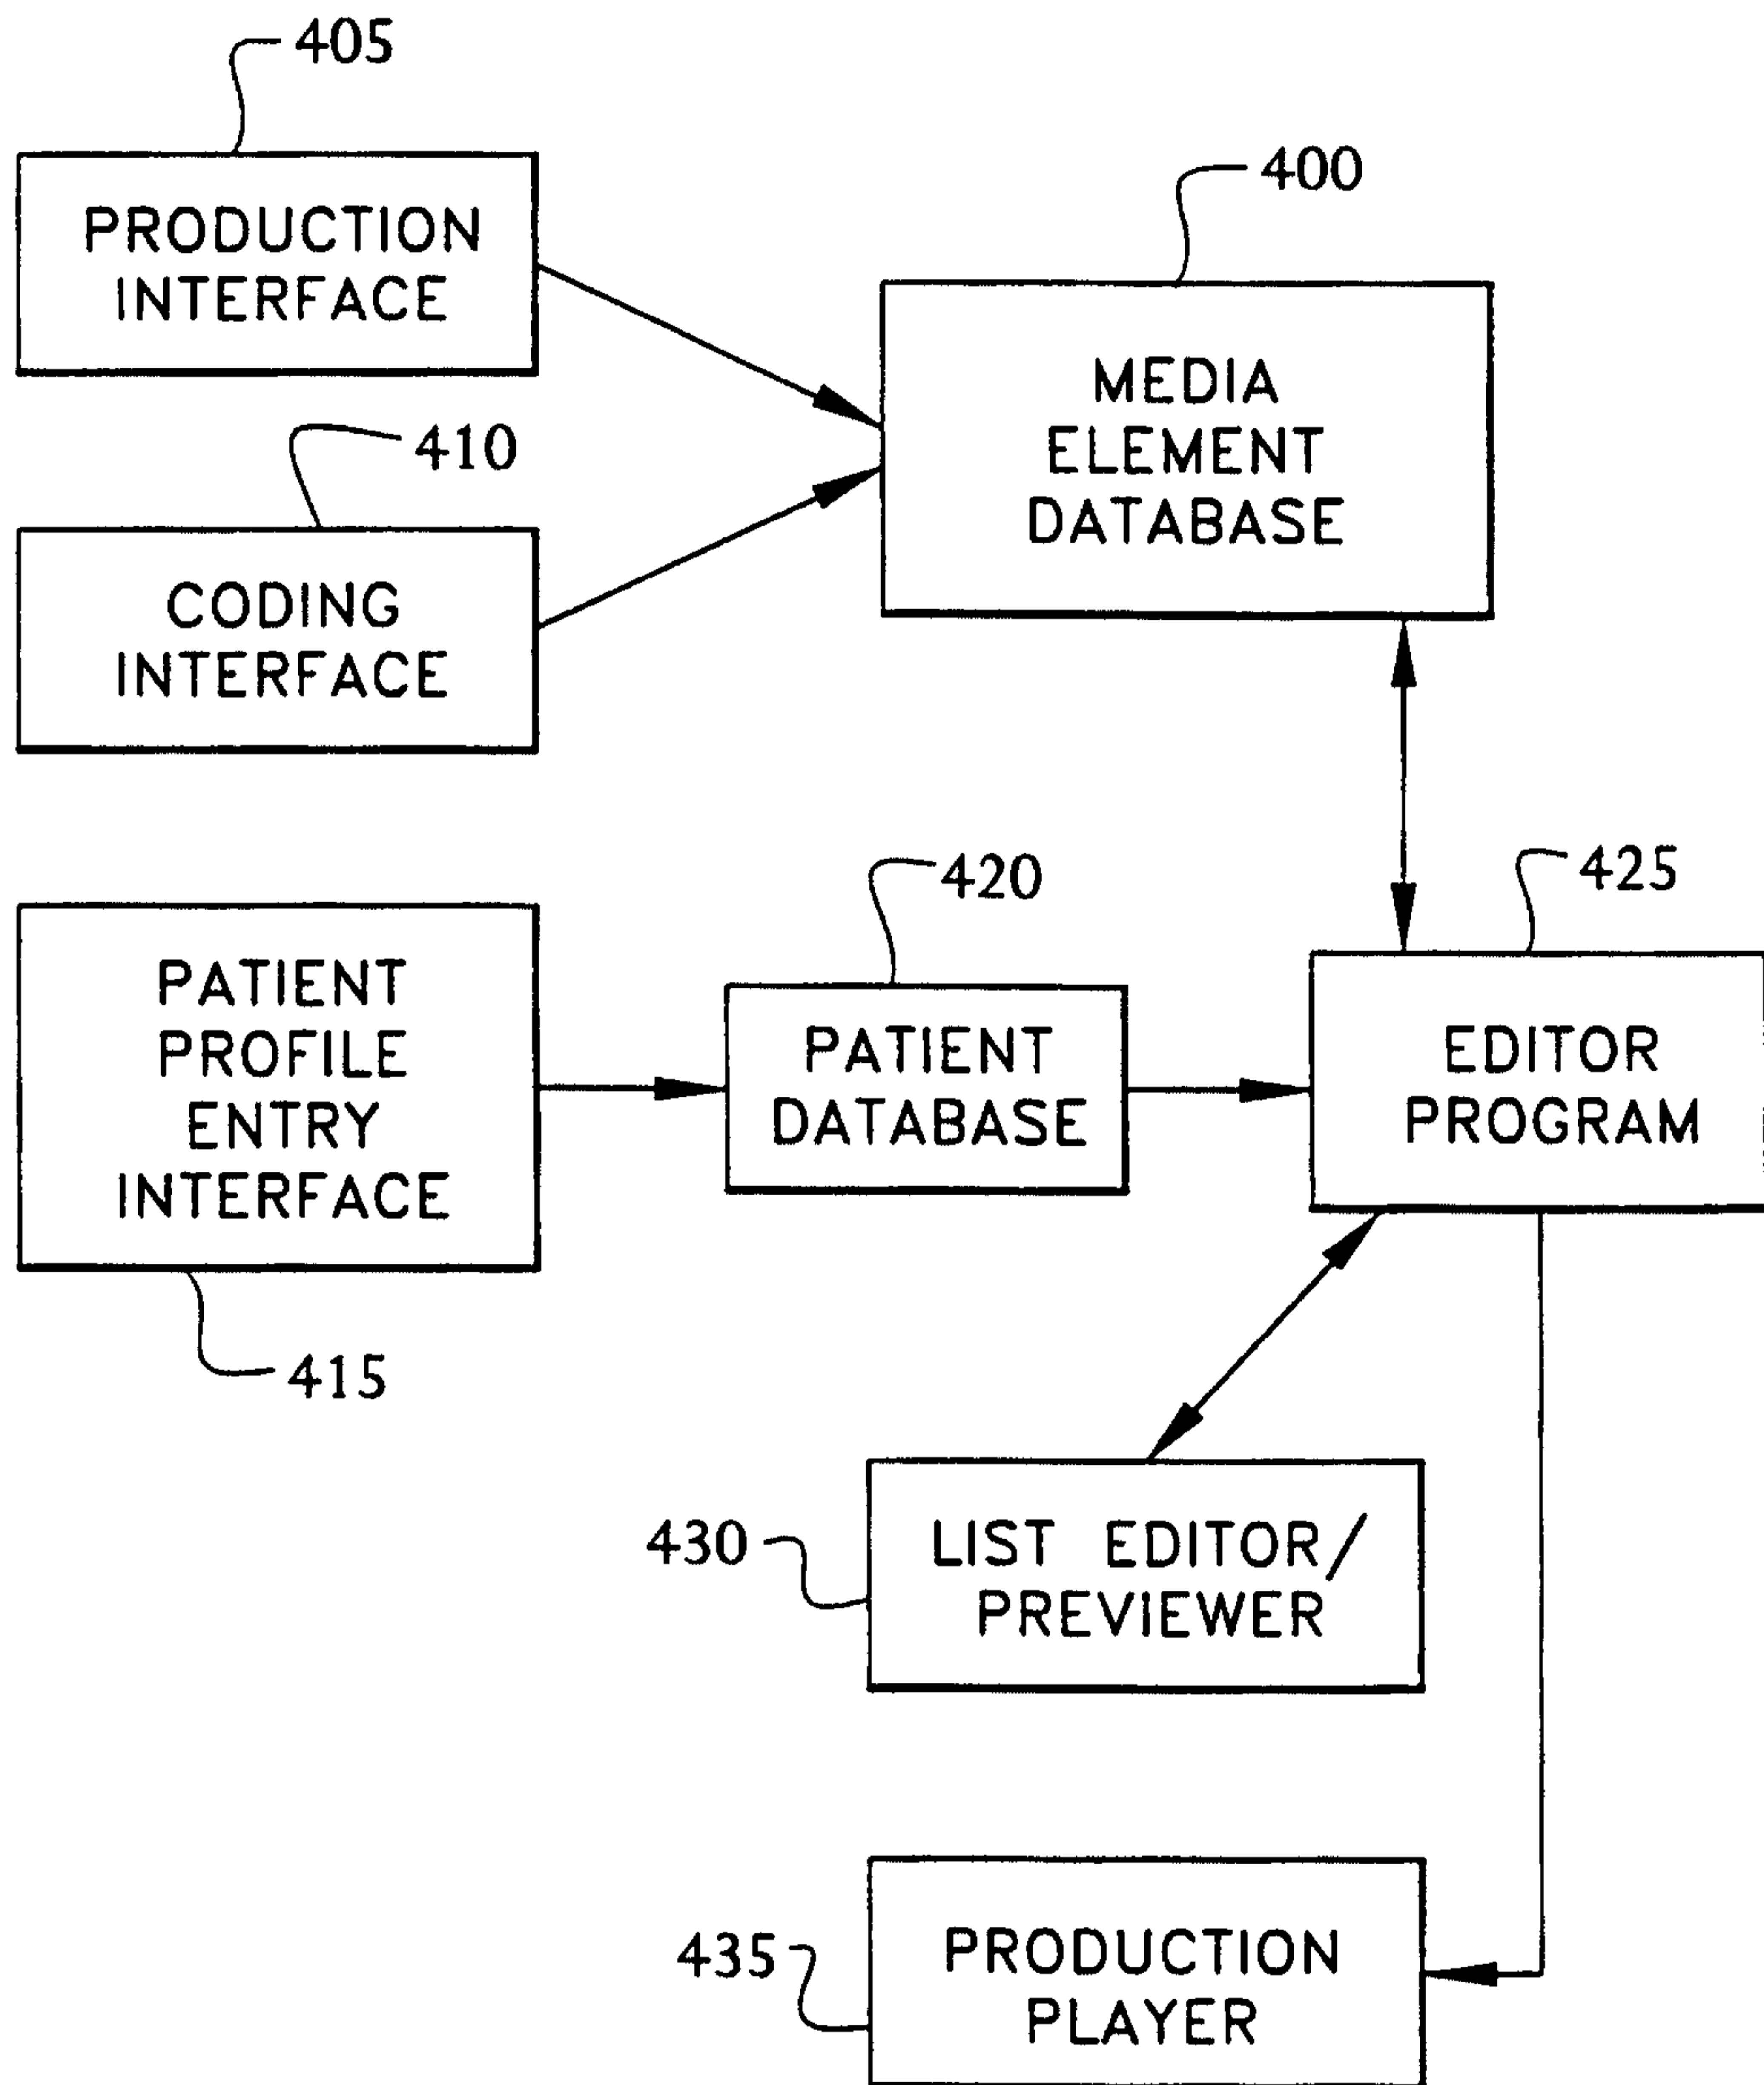 405
PRODUCTION
INTERFACE
400
MEDIA
ELEMENT
DATABASE
410
CODING
INTERFACE
PATIENT
PROFILE
ENTRY
INTERFACE
415
420
PATIENT
DATABASE
425
EDITOR
PROGRAM
430
LIST EDITOR/
PREVIEWER
435
PRODUCTION
PLAYER